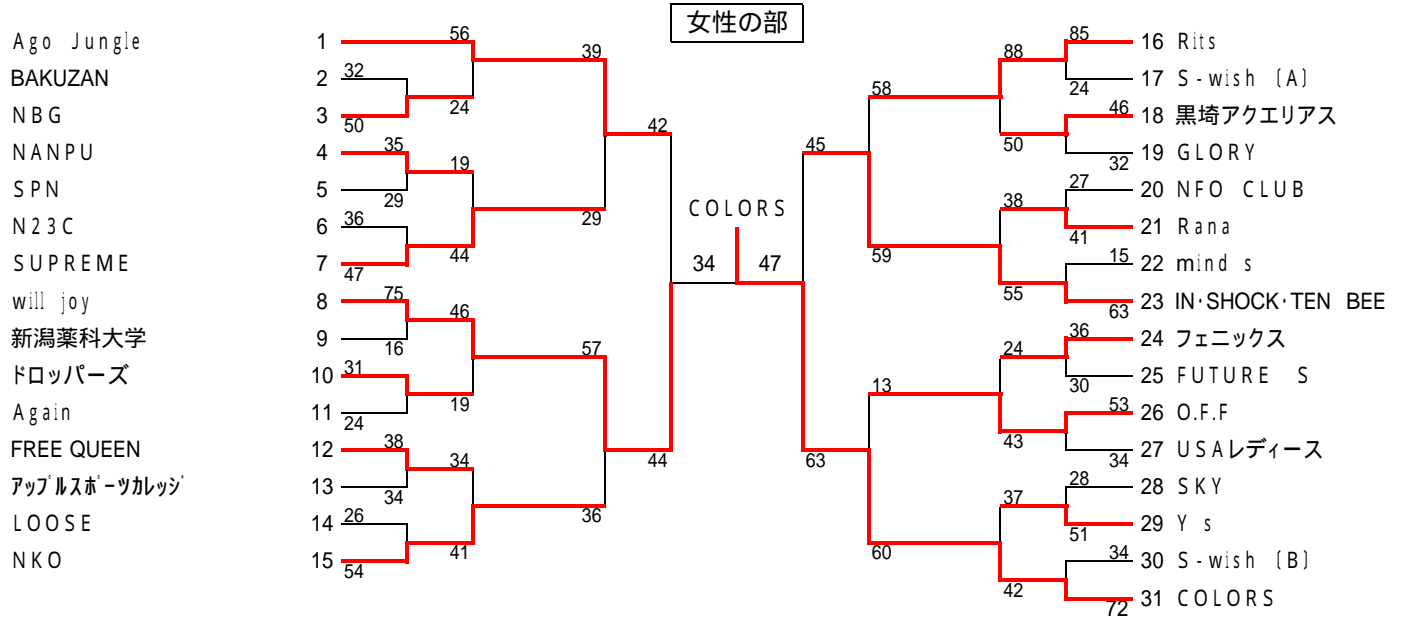 女性の部
Ago Jungle 1 56
BAKUZAN 2 32
NBG 3 50 24
NANPU 4 35 19
SPN 5 29
N23C 6 36
SUPREME 7 47 44
will joy 8 75 46
新潟薬科大学 9 16
ドロッパーズ 10 31
Again 11 24 19
FREE QUEEN 12 38 34
アップルスポーツカレッジ 13 34
LOOSE 14 26
NKO 15 54 41
39
29
57
36
42
44
COLORS
34 47
45
63
58
59
13
60
88 85 16 Rits
24 17 S-wish (A)
46 18 黒埼アクエリアス
50 32 19 GLORY
27 20 NFO CLUB
38 41 21 Rana
15 22 mind s
55 63 23 IN･SHOCK･TEN BEE
24 36 24 フェニックス
30 25 FUTURE S
53 26 O.F.F
43 34 27 USAレディース
28 28 SKY
37 51 29 Y s
34 30 S-wish (B)
42 72 31 COLORS